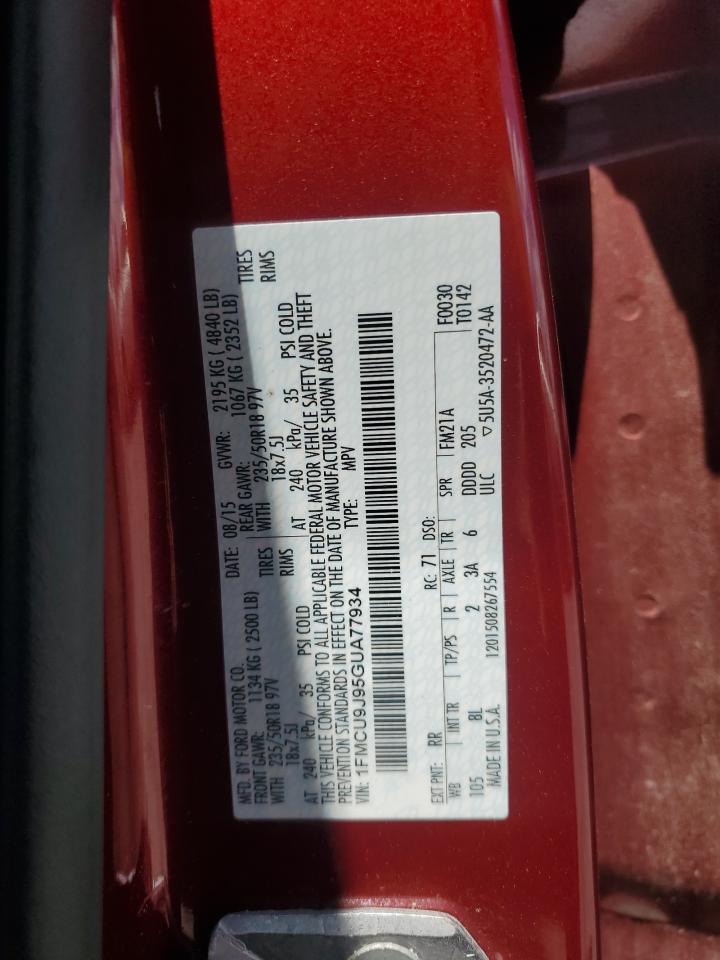 MFD. BY FORD MOTOR CO. DATE: 08/15 GVWR: 2195 KG ( 4840 LB)
FRONT GAWR: 1134 KG ( 2500 LB) REAR GAWR: 1067 KG ( 2352 LB)
WITH 235/50R18 97V TIRES WITH 235/50R18 97V TIRES
18x7.5J RIMS 18x7.5J RIMS
AT 240 kPa/ 35 PSI COLD AT 240 kPa/ 35 PSI COLD
THIS VEHICLE CONFORMS TO ALL APPLICABLE FEDERAL MOTOR VEHICLE SAFETY AND THEFT
PREVENTION STANDARDS IN EFFECT ON THE DATE OF MANUFACTURE SHOWN ABOVE.
VIN: 1FMCU9J95GUA77934 TYPE: MPV
EXT PNT: RR RC: 71 DSO: F0030
WB INT TR TP/PS R AXLE TR SPR FM21A T0142
105 8L 2 3A 6 DDDD 205
MADE IN U.S.A. 1201508267554 ULC ▽5U5A-3520472-AA